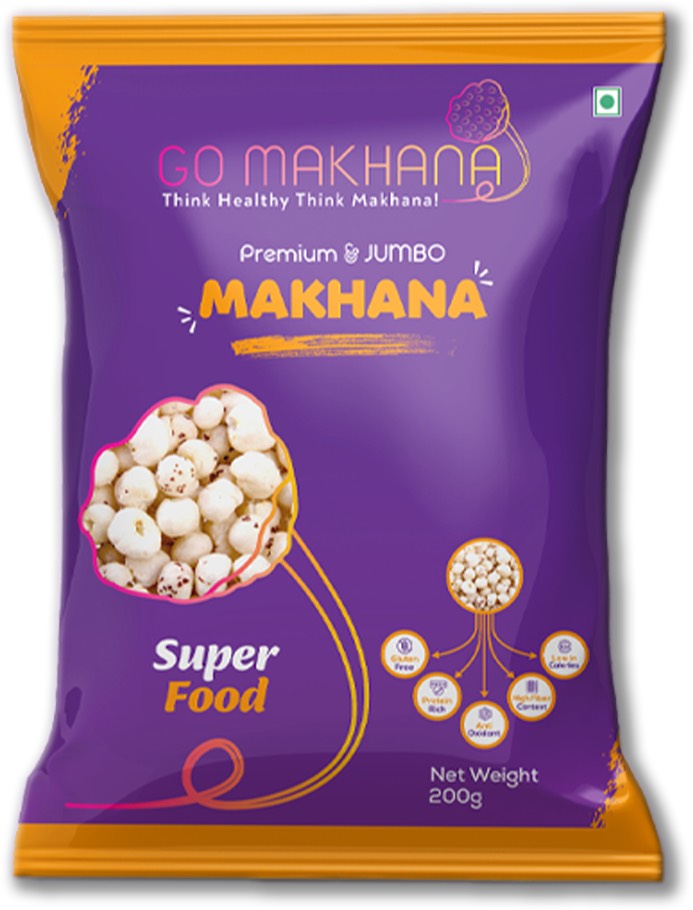 GO MAKHANA
Think Healthy Think Makhana!
Premium & JUMBO
MAKHANA
Super
Food
Gluten
Free
Protein
Rich
Anti
Oxidant
High Fiber
Content
Low in
Calories
Net Weight
200g